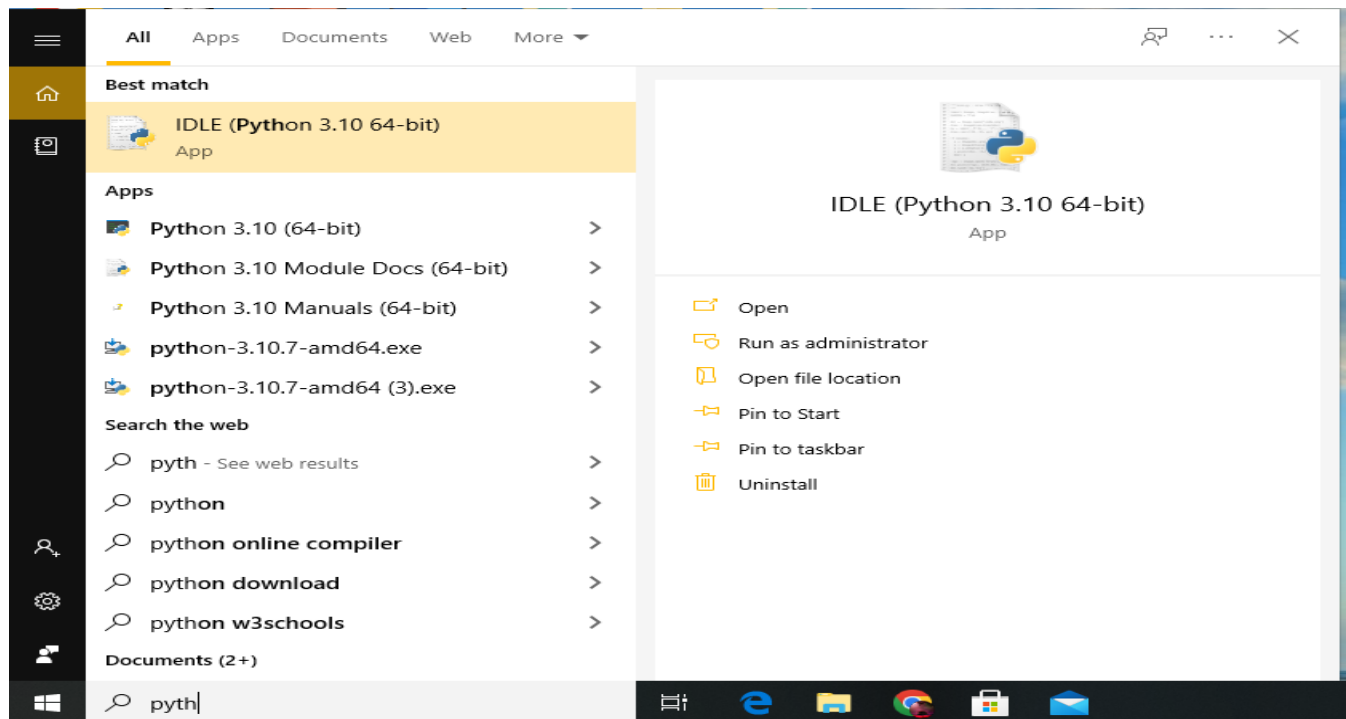 All Apps Documents Web More
Best match
IDLE (Python 3.10 64-bit)
App
Apps
Python 3.10 (64-bit)
Python 3.10 Module Docs (64-bit)
Python 3.10 Manuals (64-bit)
python-3.10.7-amd64.exe
python-3.10.7-amd64 (3).exe
Search the web
pyth - See web results
python
python online compiler
python download
python w3schools
Documents (2+)
pyth
IDLE (Python 3.10 64-bit)
App
Open
Run as administrator
Open file location
Pin to Start
Pin to taskbar
Uninstall